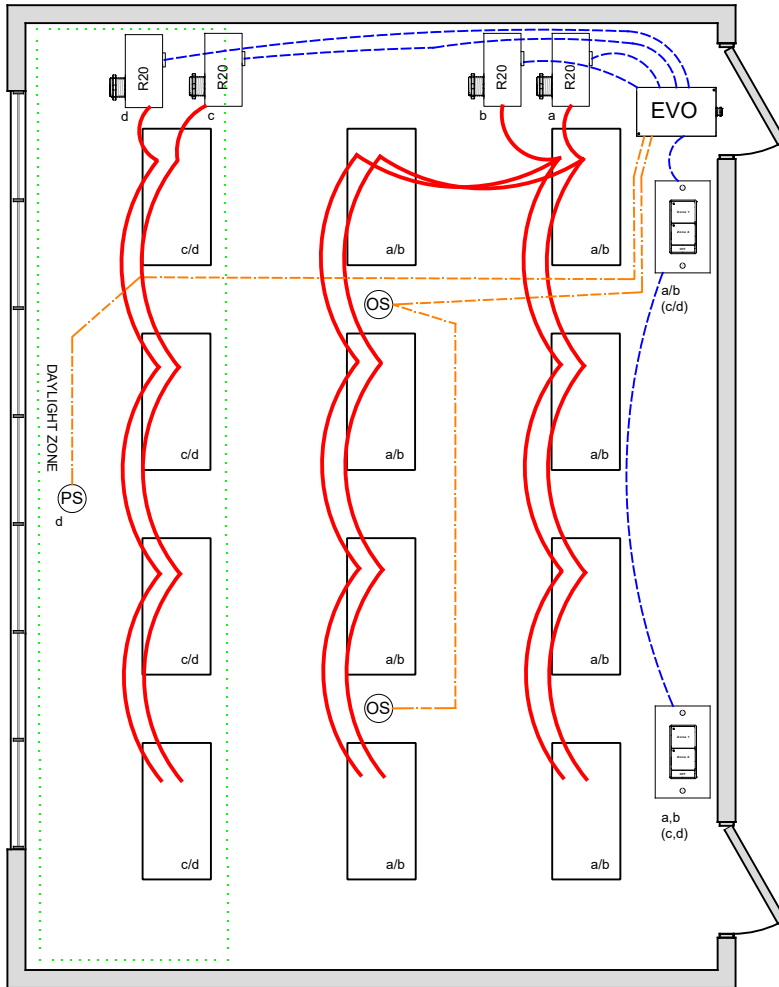 R20
R20
R20
R20
EVO
d
c
b
a
c/d
a/b
a/b
a/b
(c/d)
OS
DAYLIGHT ZONE
c/d
a/b
a/b
PS
d
c/d
a/b
a/b
OS
a,b
(c,d)
c/d
a/b
a/b